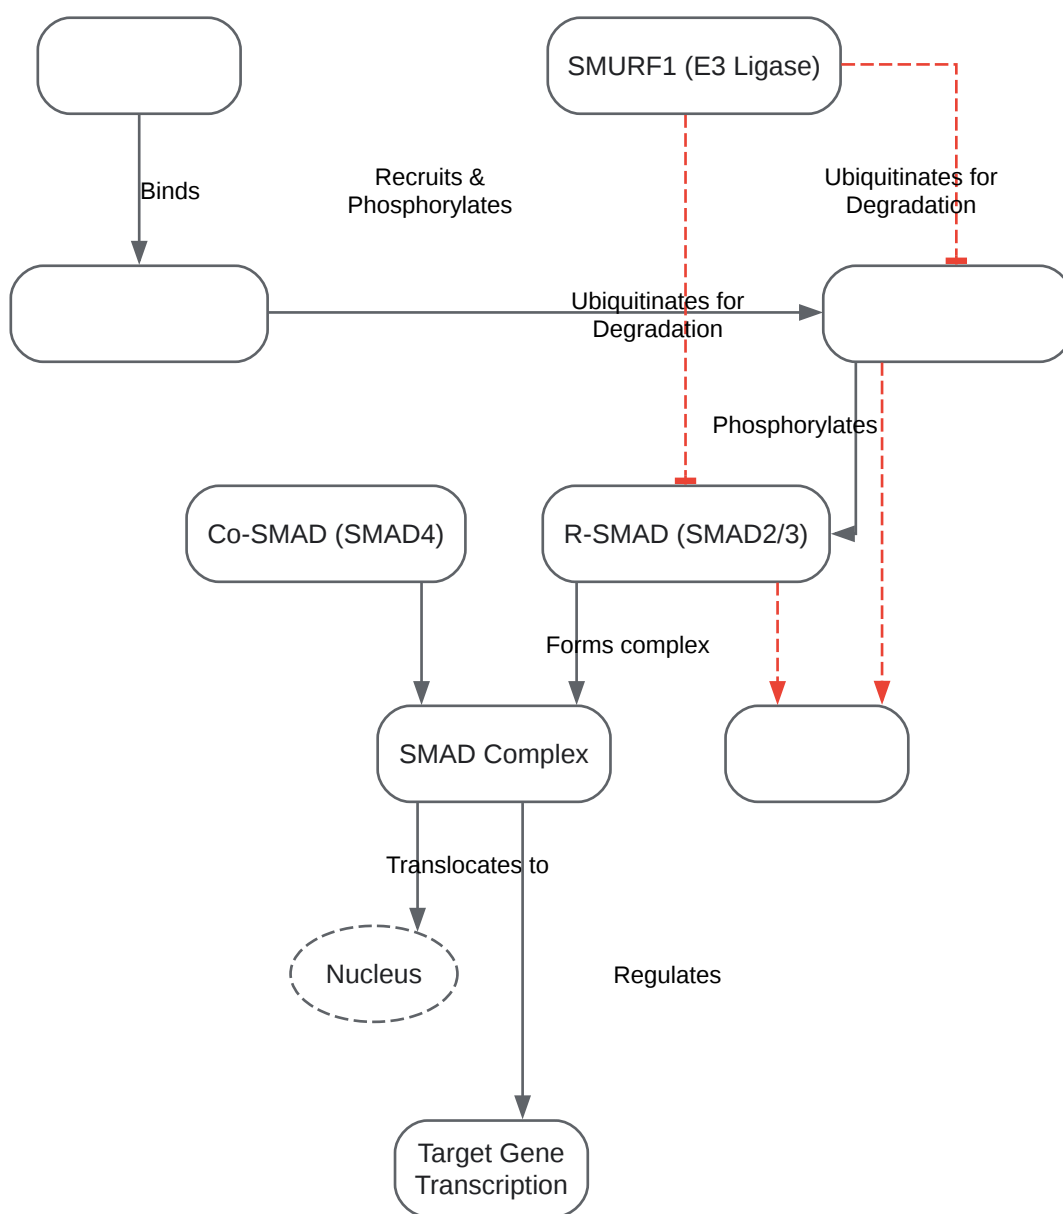 SMURF1 (E3 Ligase)
Binds
Recruits &
Phosphorylates
Ubiquitinates for
Degradation
Ubiquitinates for
Degradation
Phosphorylates
Co-SMAD (SMAD4)
R-SMAD (SMAD2/3)
Forms complex
SMAD Complex
Translocates to
Nucleus
Regulates
Target Gene
Transcription